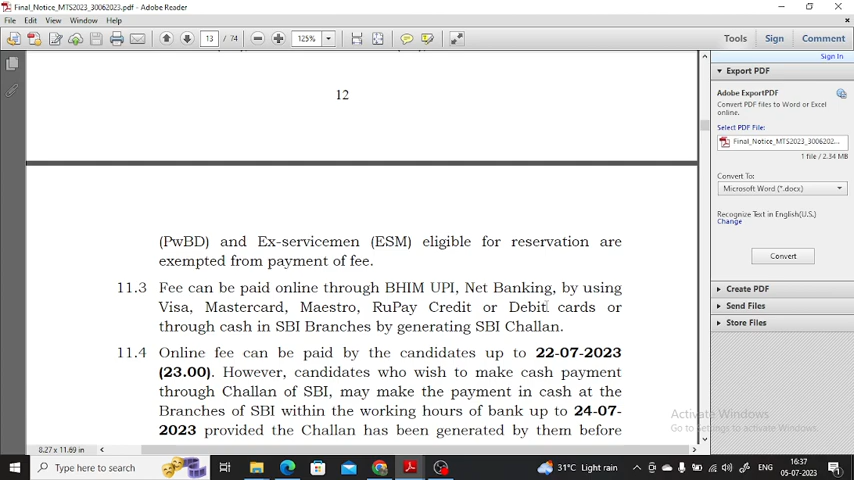 Final_Notice_MTS2023_30062023.pdf - Adobe Reader
File Edit View Window Help
13 / 74 125% Tools Sign Comment
Sign In
Export PDF
Adobe ExportPDF
Convert PDF files to Word or Excel
online.
Select PDF File:
Final_Notice_MTS2023_3006202...
1 file / 2.34 MB
Convert To:
Microsoft Word (*.docx)
Recognize Text in English(U.S.)
Change
Convert
Create PDF
Send Files
Store Files
12
(PwBD) and Ex-servicemen (ESM) eligible for reservation are
exempted from payment of fee.
11.3 Fee can be paid online through BHIM UPI, Net Banking, by using
Visa, Mastercard, Maestro, RuPay Credit or Debit cards or
through cash in SBI Branches by generating SBI Challan.
11.4 Online fee can be paid by the candidates up to 22-07-2023
(23.00). However, candidates who wish to make cash payment
through Challan of SBI, may make the payment in cash at the
Branches of SBI within the working hours of bank up to 24-07-
2023 provided the Challan has been generated by them before
Activate Windows
Go to Settings to activate Windows.
8.27 x 11.69 in
Type here to search
31°C Light rain
ENG
16:37
05-07-2023